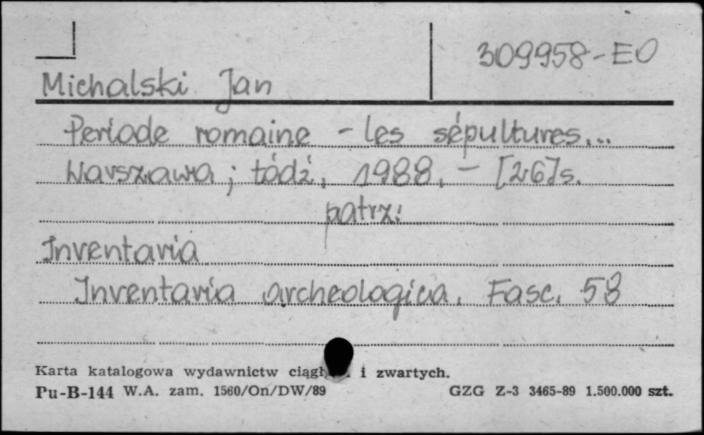 309958-EO
Michalski Jan
Periode romaine - les sépultures...
Warszawa; Łódź, 1988. - [26]s.
patrz:
Inventaria
Inventaria archeologica. Fasc. 58
Karta katalogowa wydawnictw i zwartych.
Pu-B-144 W.A. zam. 1560/On/DW/89 GZG Z-3 3465-89 1.500.000 szt.